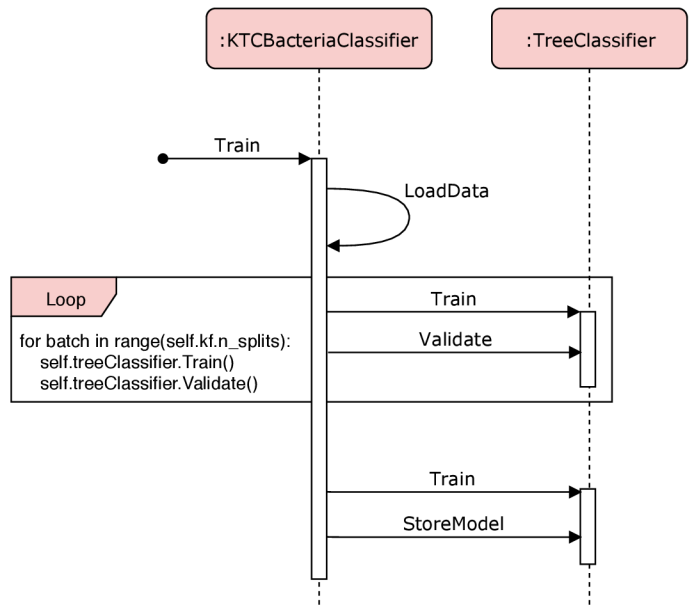 :KTCBacteriaClassifier
:TreeClassifier
Train
LoadData
Loop
for batch in range(self.kf.n_splits):
self.treeClassifier.Train()
self.treeClassifier.Validate()
Train
Validate
Train
StoreModel